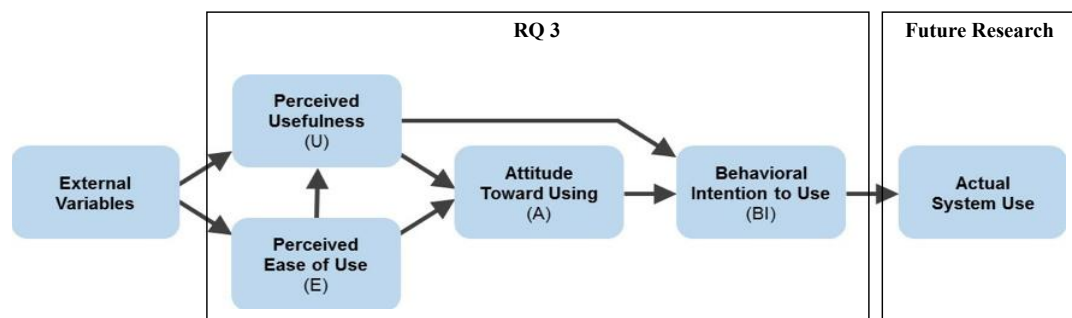 RQ 3
Future Research
Perceived
Usefulness
(U)
External
Variables
Attitude
Toward Using
(A)
Behavioral
Intention to Use
(BI)
Actual
System Use
Perceived
Ease of Use
(E)